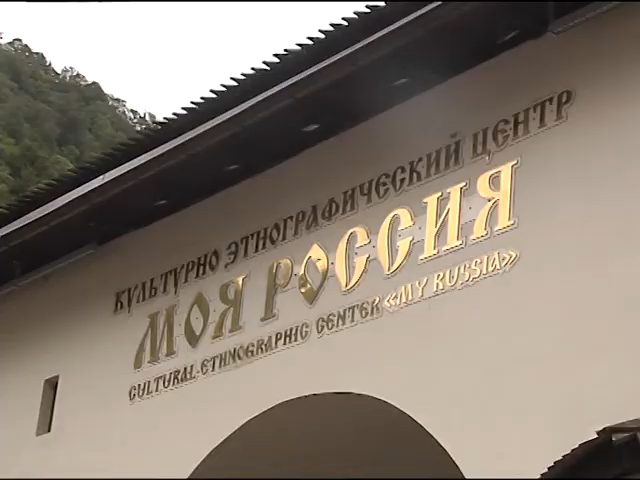 КУЛЬТУРНО ЭТНОГРАФИЧЕСКИЙ ЦЕНТР
МОЯ РОССИЯ
CULTURAL-ETHNOGRAPHIC CENTER «MY RUSSIA»